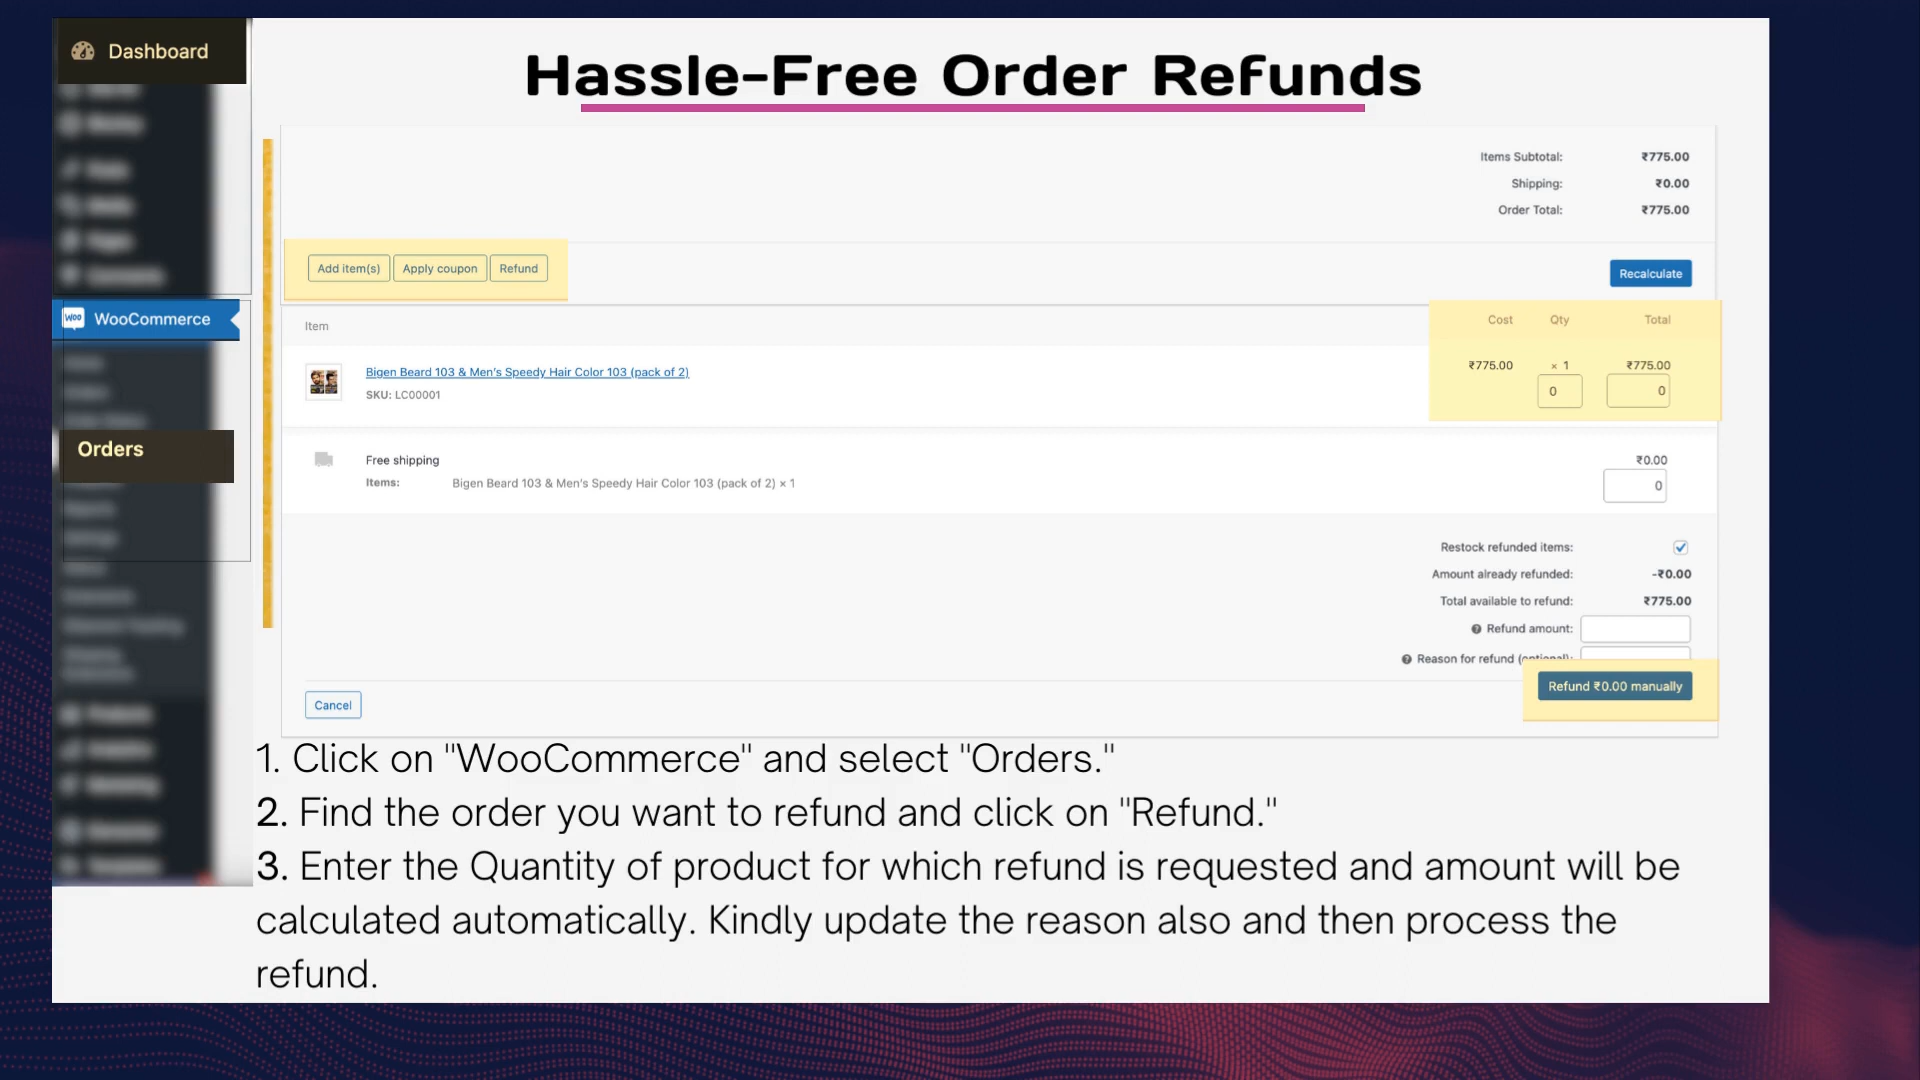 Dashboard
Hassle-Free Order Refunds
Items Subtotal: ₹775.00
Shipping: ₹0.00
Order Total: ₹775.00
Add item(s) Apply coupon Refund
Recalculate
WooCommerce
Item Cost Qty Total
Bigen Beard 103 & Men's Speedy Hair Color 103 (pack of 2) ₹775.00 × 1 ₹775.00
SKU: LC00001 0 0
Orders
Free shipping ₹0.00
Items: Bigen Beard 103 & Men's Speedy Hair Color 103 (pack of 2) × 1 0
Restock refunded items:
Amount already refunded: -₹0.00
Total available to refund: ₹775.00
Refund amount:
Reason for refund (optional):
Refund ₹0.00 manually
Cancel
1. Click on "WooCommerce" and select "Orders."
2. Find the order you want to refund and click on "Refund."
3. Enter the Quantity of product for which refund is requested and amount will be
calculated automatically. Kindly update the reason also and then process the
refund.